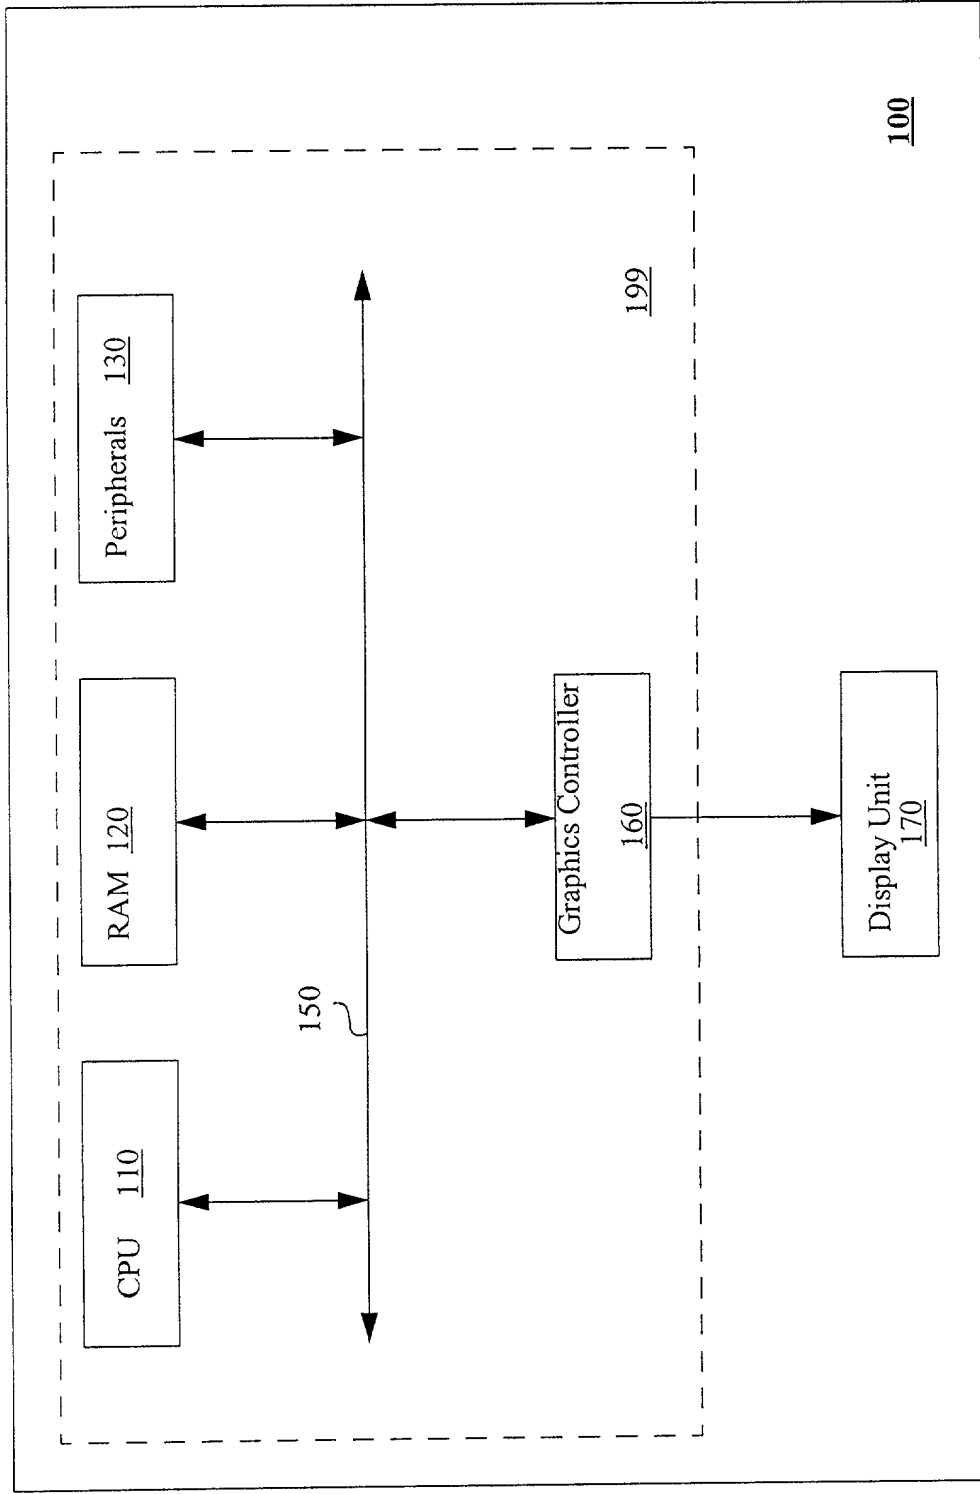 CPU 110
RAM 120
Peripherals 130
150
Graphics Controller
160
199
Display Unit
170
100